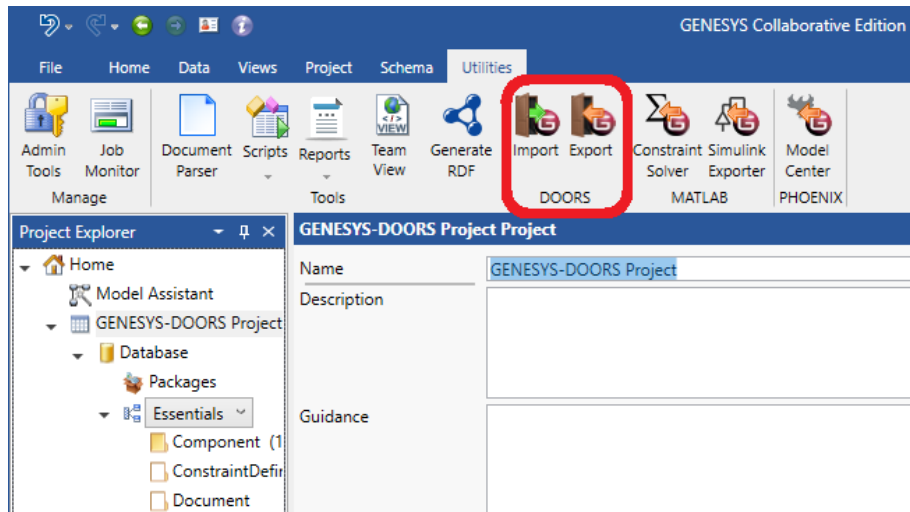 GENESYS Collaborative Edition
File Home Data Views Project Schema Utilities
Admin Tools
Job Monitor
Document Parser
Scripts
Reports
</> VIEW
Team View
Generate RDF
Import Export
Constraint Solver
Simulink Exporter
Model Center
Manage Tools DOORS MATLAB PHOENIX
Project Explorer
GENESYS-DOORS Project Project
Home
Name GENESYS-DOORS Project
Model Assistant
Description
GENESYS-DOORS Project
Database
Packages
Essentials
Guidance
Component (1
ConstraintDefin
Document